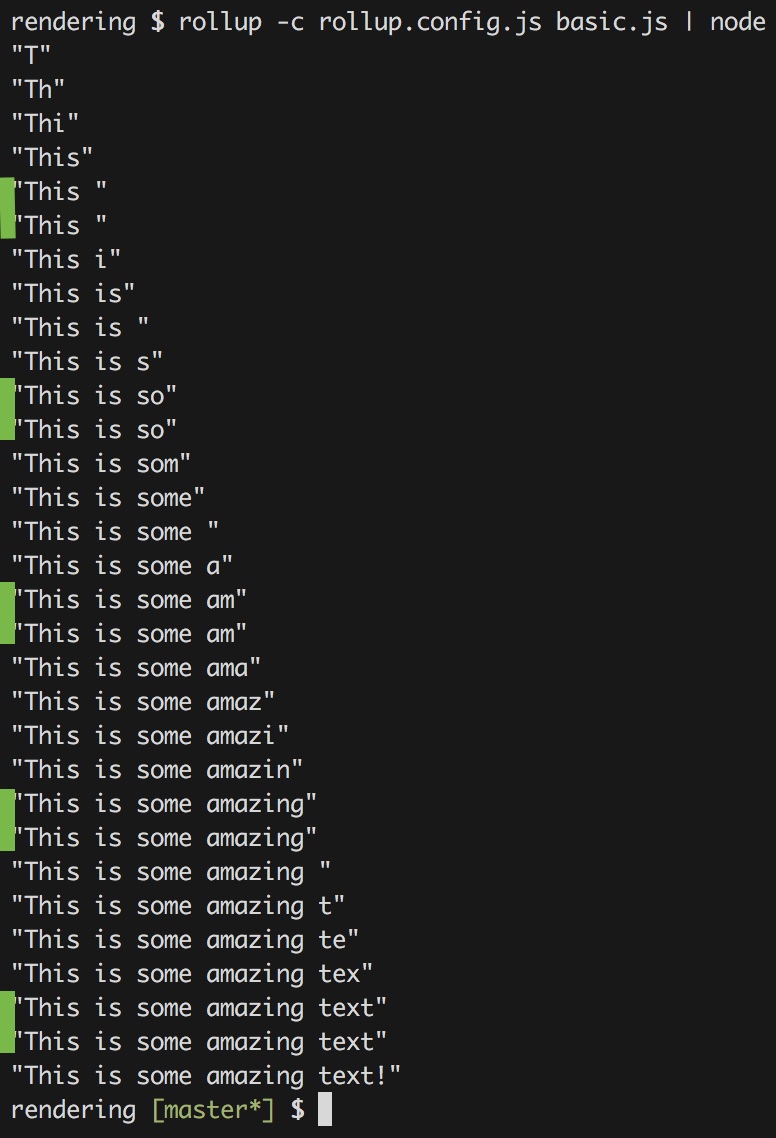 rendering $ rollup -c rollup.config.js basic.js | node
"T"
"Th"
"Thi"
"This"
"This "
"This "
"This i"
"This is"
"This is "
"This is s"
"This is so"
"This is so"
"This is som"
"This is some"
"This is some "
"This is some a"
"This is some am"
"This is some am"
"This is some ama"
"This is some amaz"
"This is some amazi"
"This is some amazin"
"This is some amazing"
"This is some amazing"
"This is some amazing "
"This is some amazing t"
"This is some amazing te"
"This is some amazing tex"
"This is some amazing text"
"This is some amazing text"
"This is some amazing text!"
rendering [master*] $